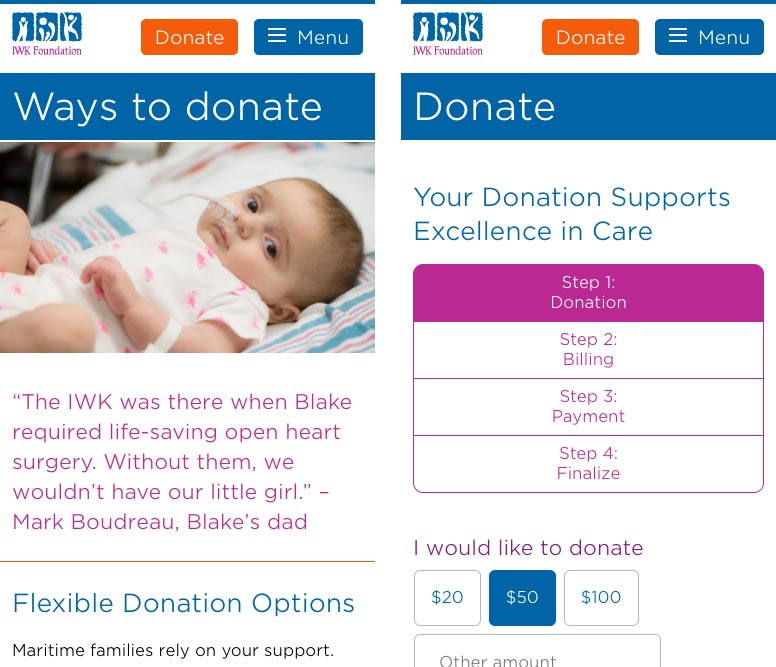 IWK
IWK Foundation
Donate
Menu
Ways to donate
“The IWK was there when Blake
required life-saving open heart
surgery. Without them, we
wouldn’t have our little girl.” –
Mark Boudreau, Blake’s dad
Flexible Donation Options
Maritime families rely on your support.
IWK
IWK Foundation
Donate
Menu
Donate
Your Donation Supports
Excellence in Care
Step 1:
Donation
Step 2:
Billing
Step 3:
Payment
Step 4:
Finalize
I would like to donate
$20
$50
$100
Other amount